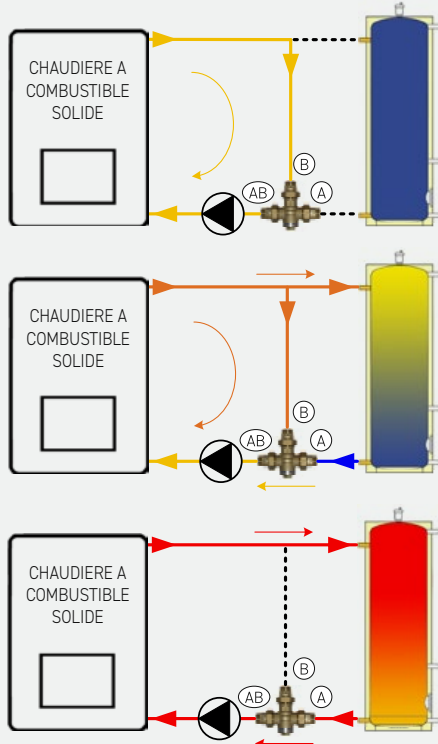 CHAUDIERE A
COMBUSTIBLE
SOLIDE
B
AB
A
CHAUDIERE A
COMBUSTIBLE
SOLIDE
B
AB
A
CHAUDIERE A
COMBUSTIBLE
SOLIDE
B
AB
A